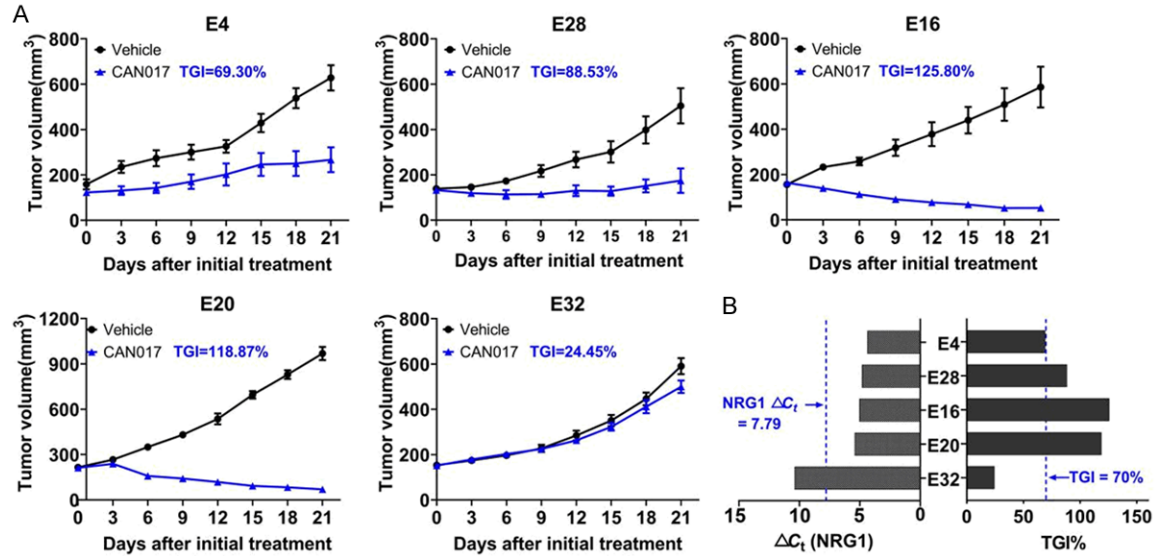 A
E4
Tumor volume(mm³)
800
600
400
200
0
Vehicle
CAN017 TGI=69.30%
0 3 6 9 12 15 18 21
Days after initial treatment
E28
Tumor volume(mm³)
800
600
400
200
0
Vehicle
CAN017 TGI=88.53%
0 3 6 9 12 15 18 21
Days after initial treatment
E16
Tumor volume(mm³)
800
600
400
200
0
Vehicle
CAN017 TGI=125.80%
0 3 6 9 12 15 18 21
Days after initial treatment
E20
Tumor volume(mm³)
1200
900
600
300
0
Vehicle
CAN017 TGI=118.87%
0 3 6 9 12 15 18 21
Days after initial treatment
E32
Tumor volume(mm³)
800
600
400
200
0
Vehicle
CAN017 TGI=24.45%
0 3 6 9 12 15 18 21
Days after initial treatment
B
E4
E28
E16
E20
E32
NRG1 ΔCt
= 7.79
TGI = 70%
15 10 5 0
ΔCt (NRG1)
0 50 100 150
TGI%